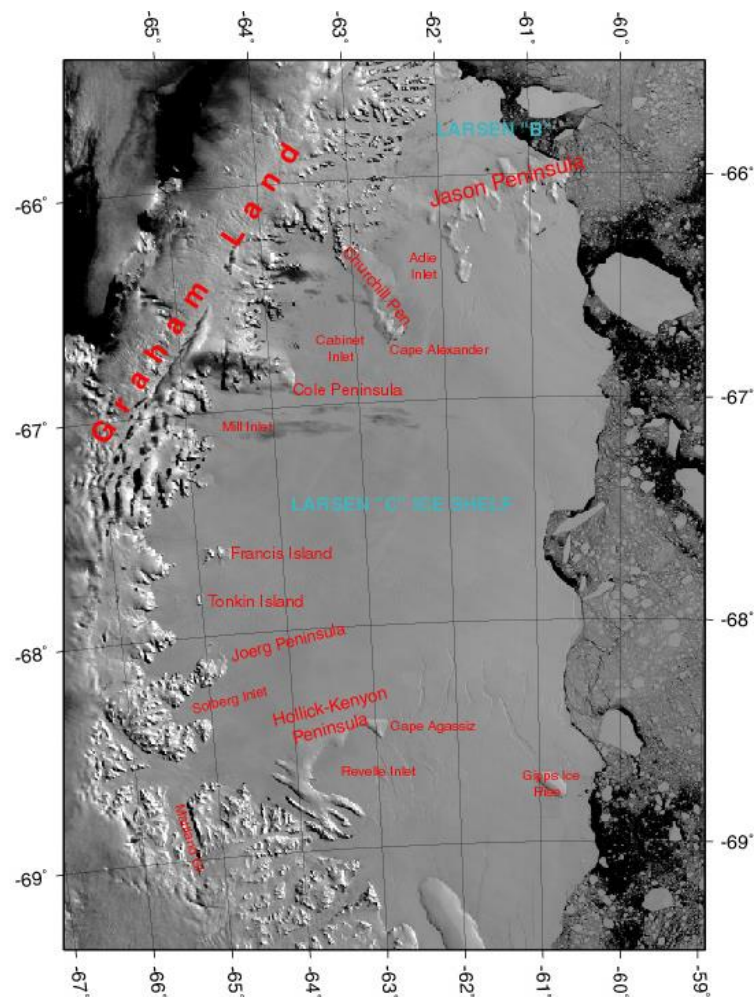 -65° -64° -63° -62° -61° -60°
LARSEN "B"
-66°
-66°
Graham Land
Jason Peninsula
Adie
Inlet
Churchill Pen.
Cabinet
Inlet
Cape Alexander
Cole Peninsula
-67°
-67°
Mill Inlet
LARSEN "C" ICE SHELF
Francis Island
Tonkin Island
-68°
-68°
Joerg Peninsula
Solberg Inlet
Hollick-Kenyon
Peninsula
Cape Agassiz
Revelle Inlet
Gipps Ice
Rise
-69°
-69°
-67° -66° -65° -64° -63° -62° -61° -60° -59°